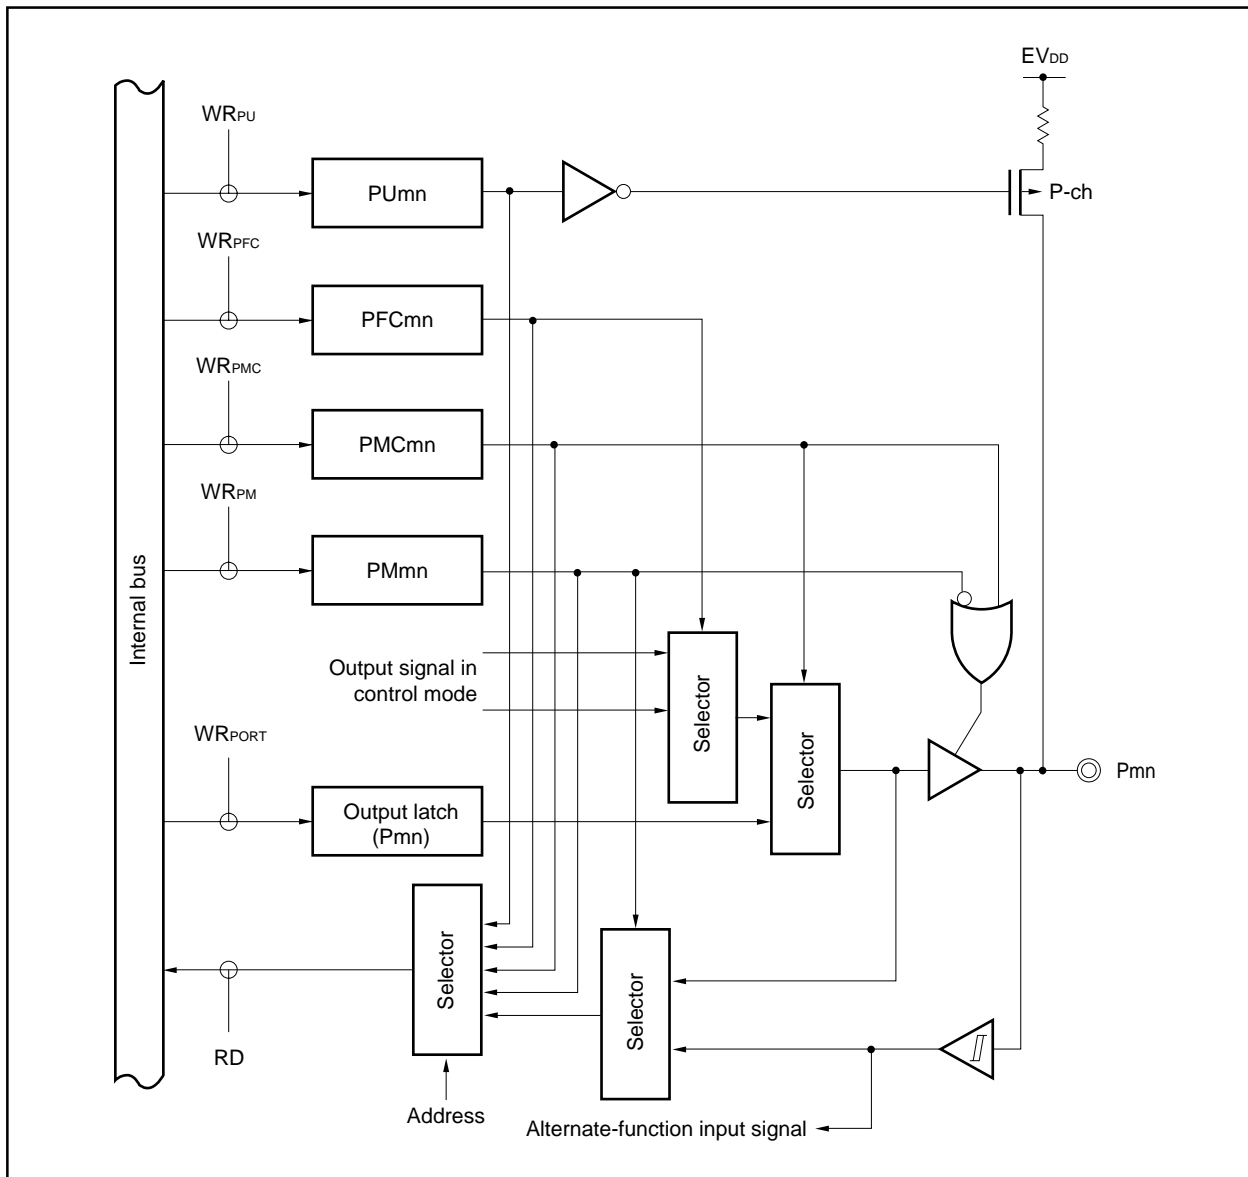 EVDD
WRPU
PUmn
P-ch
WRPFC
PFCmn
WRPMC
PMCmn
WRPM
PMmn
Internal bus
Output signal in
control mode
Selector
Selector
WRPORT
Output latch
(Pmn)
Pmn
Selector
Selector
RD
Address
Alternate-function input signal